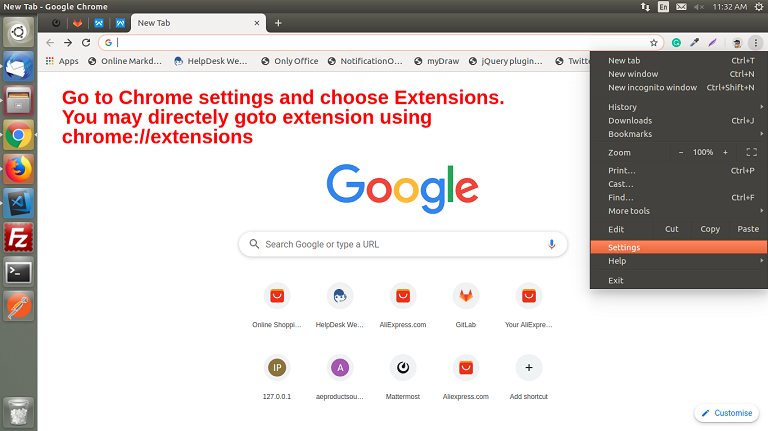 New Tab - Google Chrome
En
11:32 AM
New Tab
Apps
Online Markd...
HelpDesk We...
Only Office
NotificationO...
myDraw
jQuery plugin...
Twitte
Go to Chrome settings and choose Extensions.
You may directely goto extension using
chrome://extensions
New tab Ctrl+T
New window Ctrl+N
New incognito window Ctrl+Shift+N
History
Downloads Ctrl+J
Bookmarks
Zoom − 100% +
Print... Ctrl+P
Cast...
Find... Ctrl+F
More tools
Edit Cut Copy Paste
Settings
Help
Exit
Google
Search Google or type a URL
Online Shoppi...
HelpDesk We...
AliExpress.com
GitLab
Your AliExpre...
IP
A
127.0.0.1
aeproductsou...
Mattermost
Aliexpress.com
Add shortcut
Customise